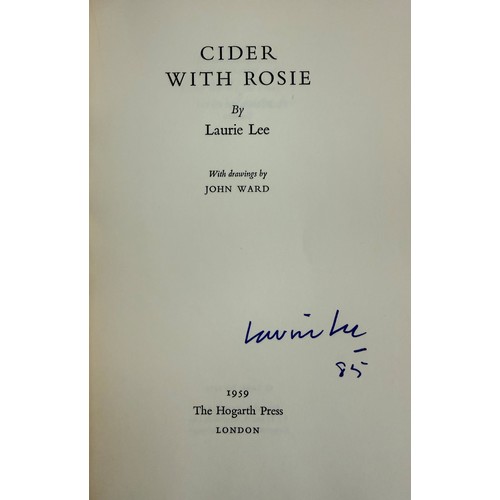 CIDER
WITH ROSIE
By
Laurie Lee
With drawings by
JOHN WARD
Laurie Lee
85
1959
The Hogarth Press
LONDON